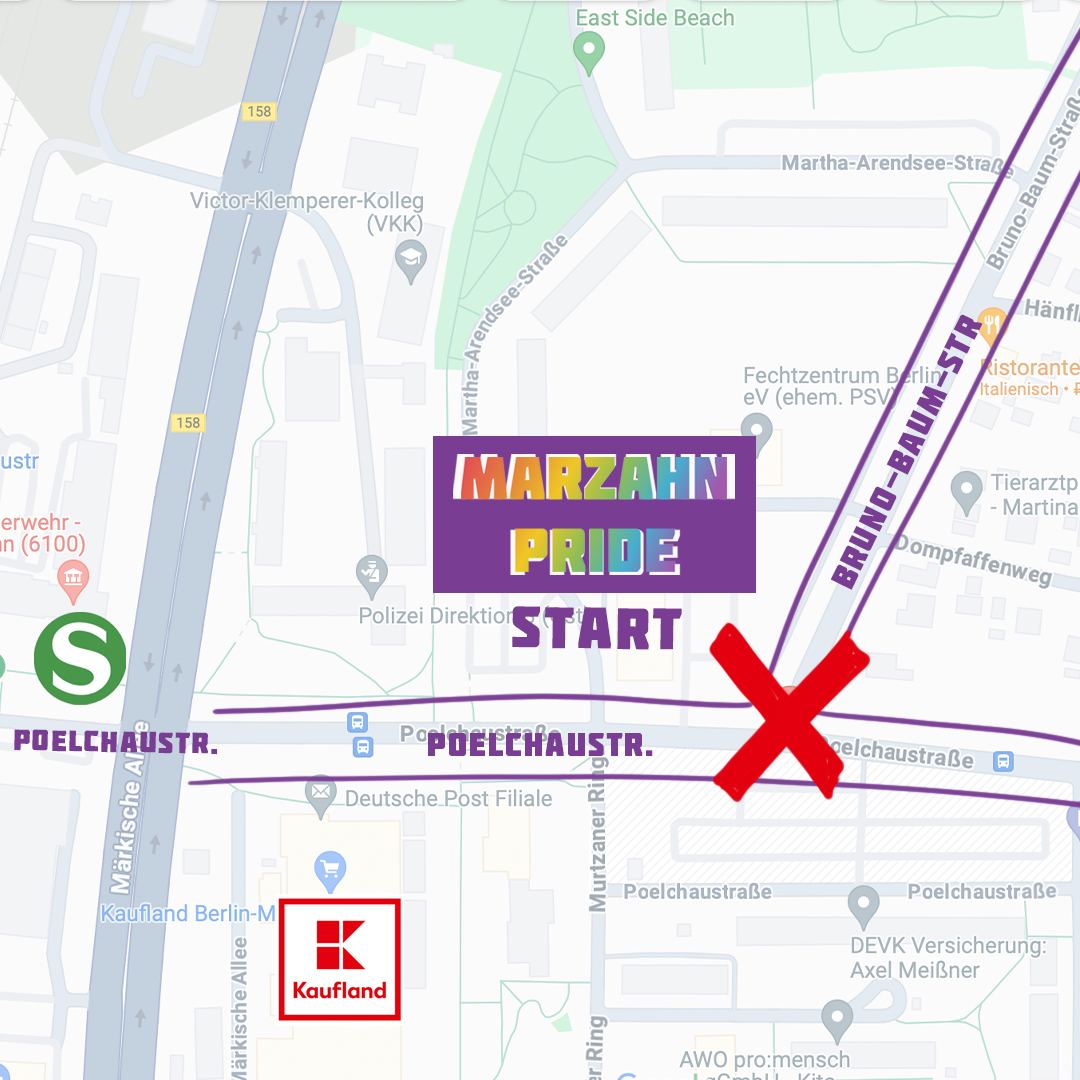 East Side Beach
158
Martha-Arendsee-Straße
Bruno-Baum-Straße
Victor-Klemperer-Kolleg
(VKK)
Martha-Arendsee-Straße
Hänfl
BRUNO-BAUM-STR
Ristorante
Italienisch •
Fechtzentrum Berlin
eV (ehem. PSV)
158
ustr
MARZAHN
PRIDE
START
Tierarztp
- Martina
erwehr -
n (6100)
Dompfaffenweg
Polizei Direktion
S
POELCHAUSTR.
Poelchaustraße
POELCHAUSTR.
Poelchaustraße
Märkische Allee
Deutsche Post Filiale
Murtzaner Ring
Poelchaustraße
Poelchaustraße
Kaufland Berlin-M
K
Kaufland
DEVK Versicherung:
Axel Meißner
Märkische Allee
er Ring
AWO pro:mensch